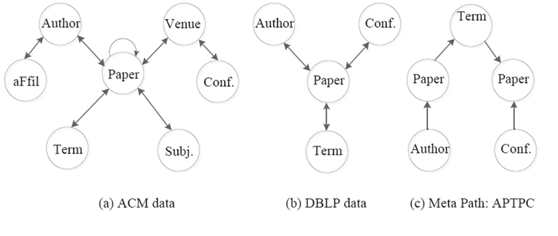 Author
Venue
Paper
aFfil
Conf.
Term
Subj.
(a) ACM data
Author
Conf.
Paper
Term
(b) DBLP data
Term
Paper
Paper
Author
Conf.
(c) Meta Path: APTPC